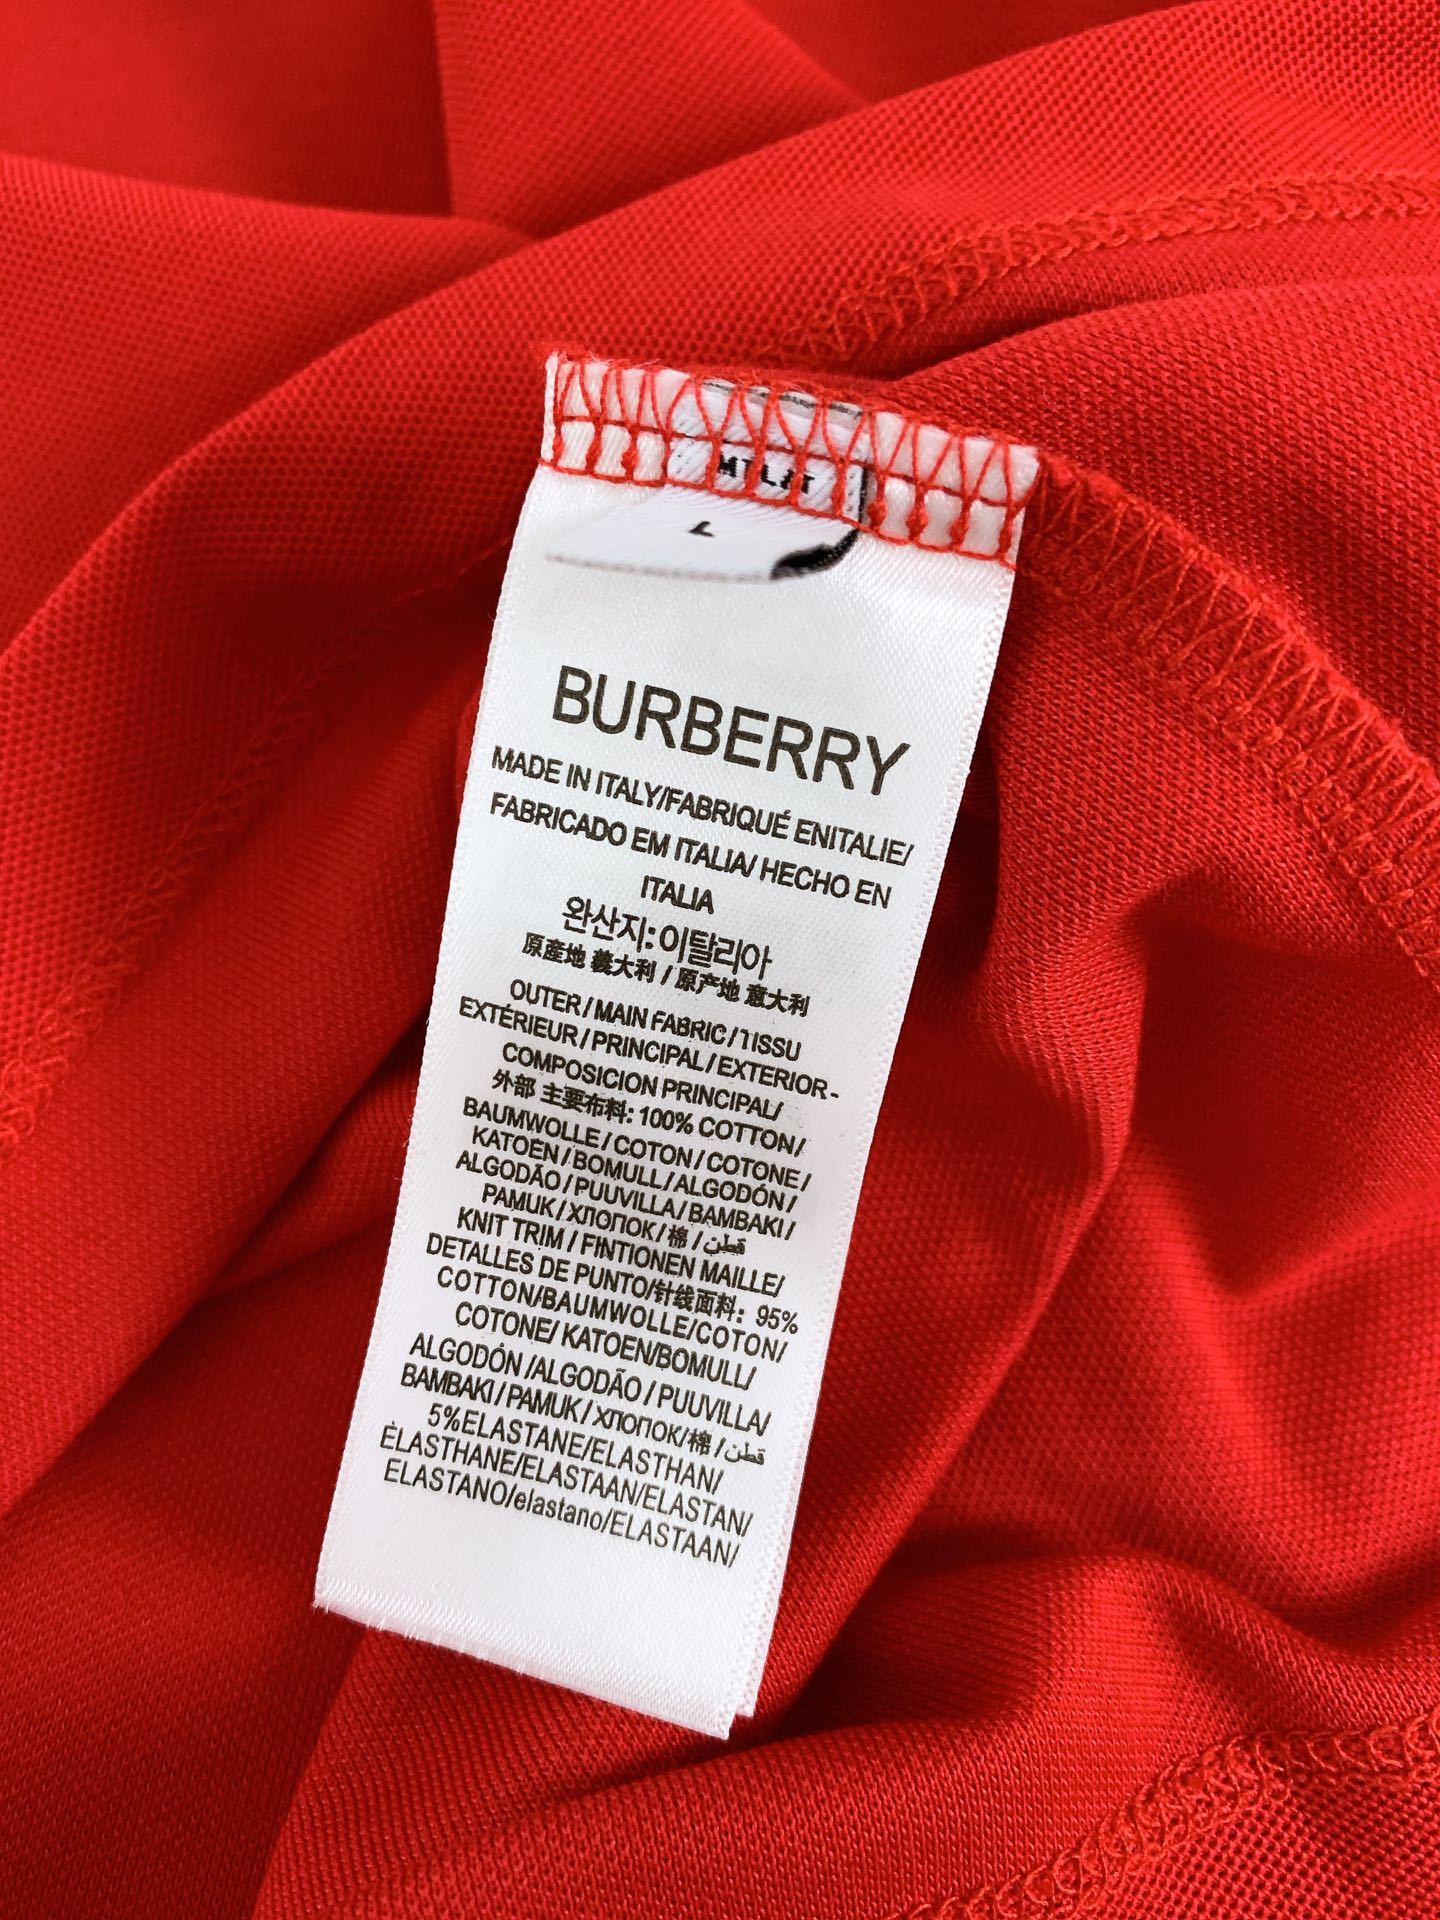 L
BURBERRY
MADE IN ITALY/FABRIQUÉ ENITALIE/
FABRICADO EM ITALIA/ HECHO EN
ITALIA
완산지:이탈리아
原產地 義大利 / 原产地 意大利
OUTER / MAIN FABRIC / TISSU
EXTÉRIEUR / PRINCIPAL / EXTERIOR-
COMPOSICION PRINCIPAL/
外部 主要布料: 100% COTTON /
BAUMWOLLE / COTON / COTONE /
KATOEN / BOMULL / ALGODÓN /
ALGODÃO / PUUVILLA / BAMBAKI /
PAMUK / ХЛОПОК / 棉 / قطن
KNIT TRIM / FINTIONEN MAILLE/
DETALLES DE PUNTO/针线面料: 95%
COTTON/BAUMWOLLE/COTON/
COTONE/ KATOEN/BOMULL/
ALGODÓN /ALGODÃO / PUUVILLA/
BAMBAKI / PAMUK / ХЛОПОК/棉 / قطن
5%ELASTANE/ELASTHAN/
ÈLASTHANE/ELASTAAN/ELASTAN/
ELASTANO/elastano/ELASTAAN/